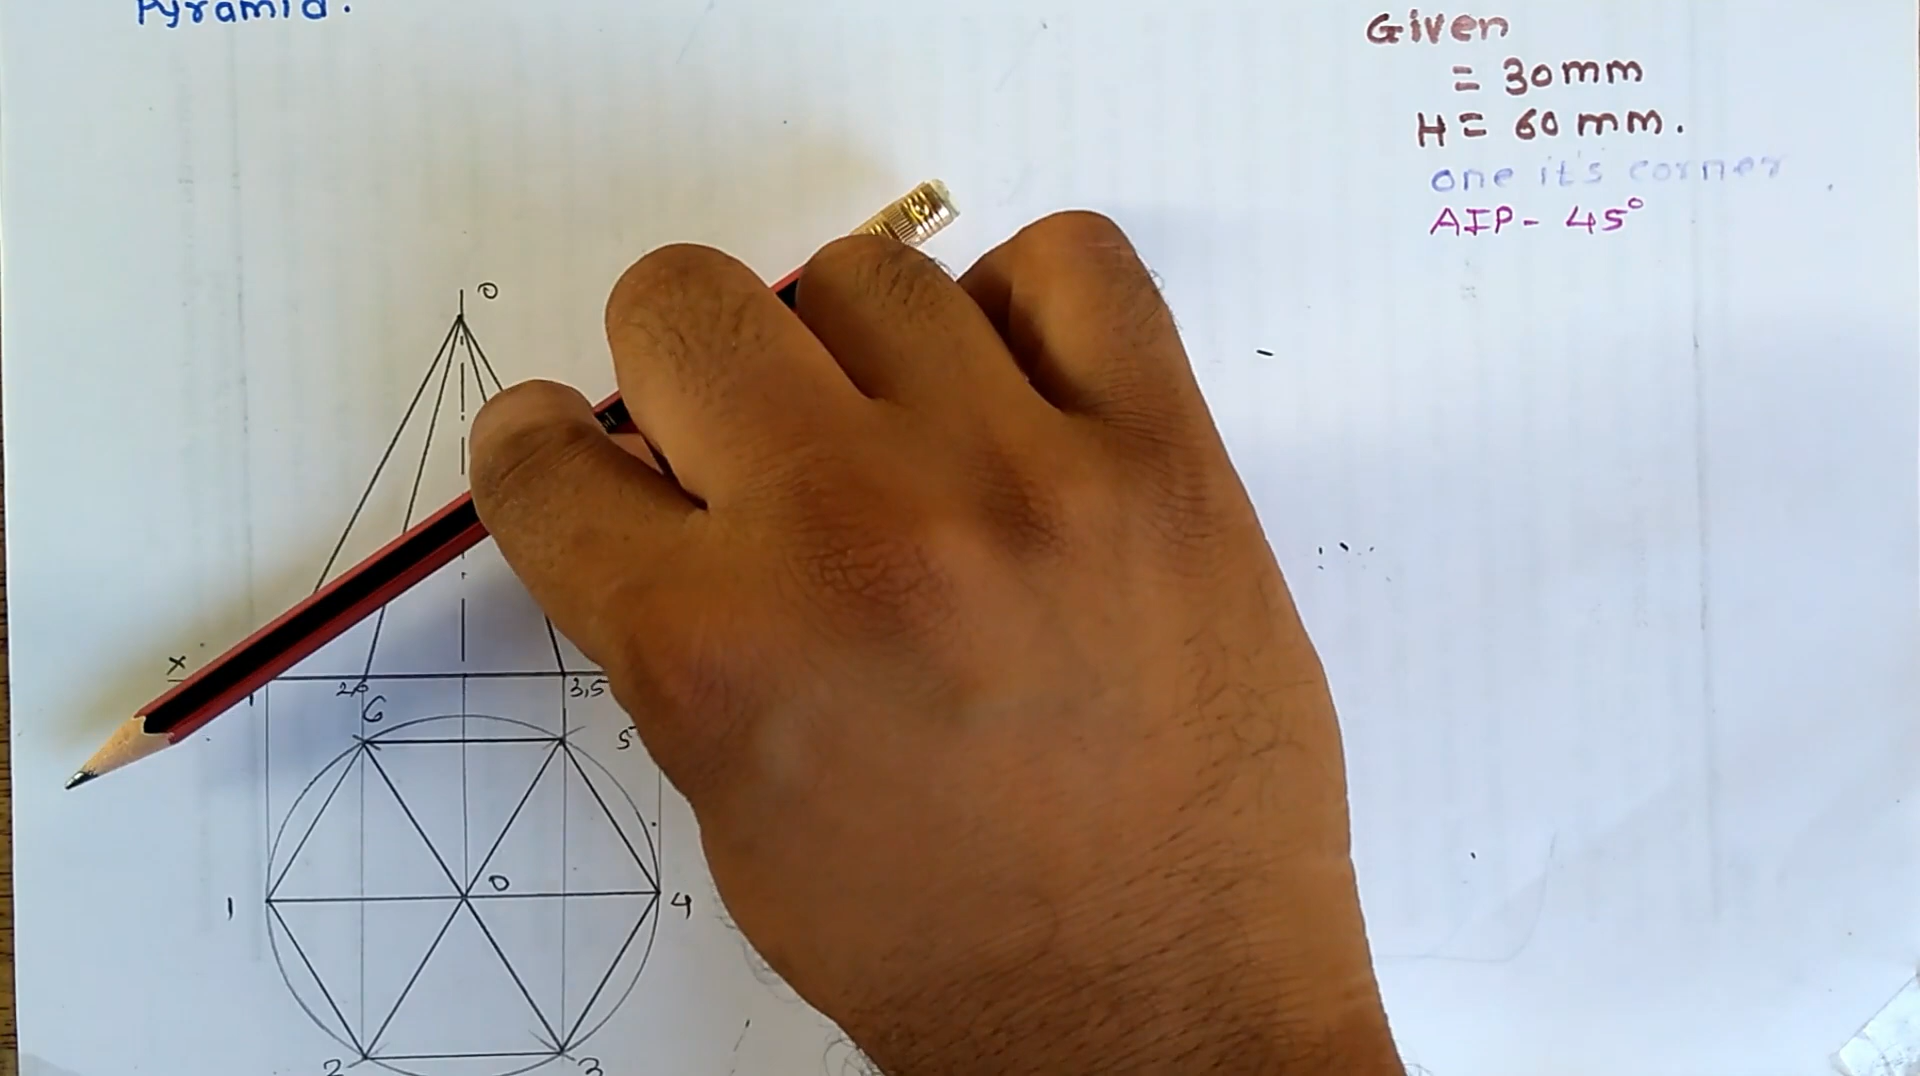 Pyramid.
Given
= 30mm
H = 60 mm.
one it's corner
AIP - 45°
O
X
1
2,6
3,5
6
5
O
1
4
2
3